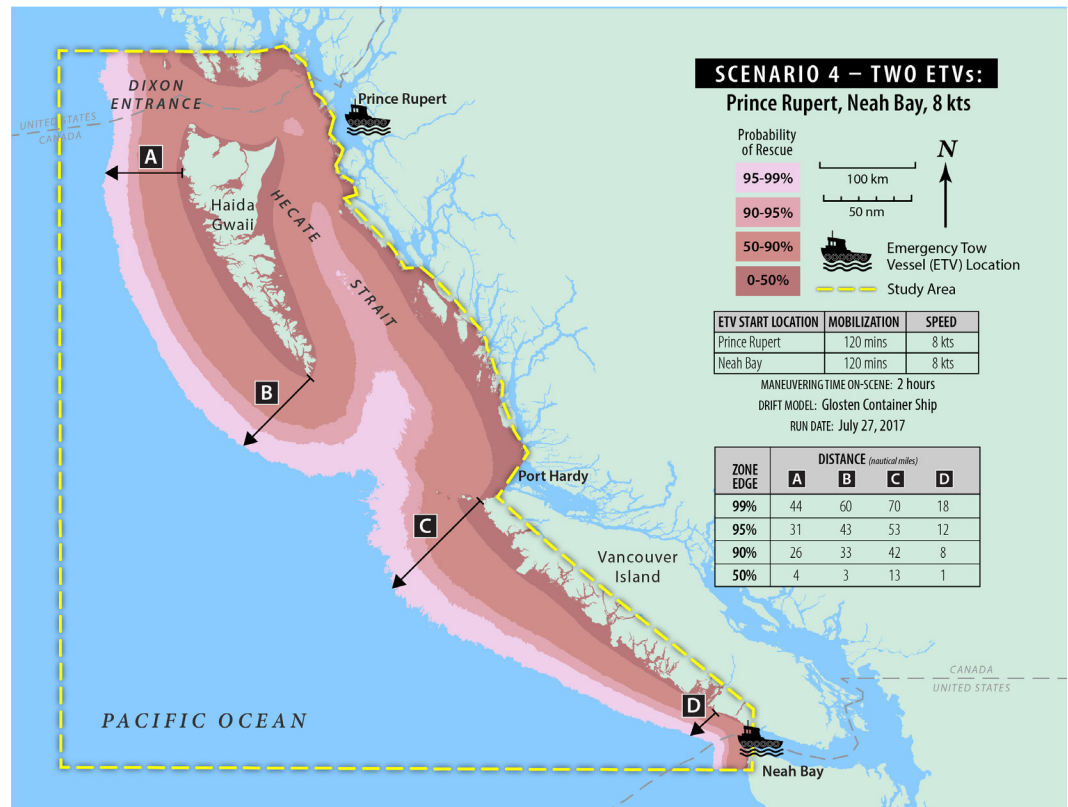 SCENARIO 4 – TWO ETVs:
Prince Rupert, Neah Bay, 8 kts
Probability
of Rescue
95-99%
90-95%
50-90%
0-50%
100 km
50 nm
N
Emergency Tow
Vessel (ETV) Location
Study Area
ETV START LOCATION MOBILIZATION SPEED
Prince Rupert 120 mins 8 kts
Neah Bay 120 mins 8 kts
MANEUVERING TIME ON-SCENE: 2 hours
DRIFT MODEL: Glosten Container Ship
RUN DATE: July 27, 2017
ZONE EDGE DISTANCE (nautical miles)
A B C D
99% 44 60 70 18
95% 31 43 53 12
90% 26 33 42 8
50% 4 3 13 1
DIXON
ENTRANCE
UNITED STATES
CANADA
Prince Rupert
A
Haida
Gwaii
HECATE
STRAIT
B
Port Hardy
C
Vancouver
Island
D
CANADA
UNITED STATES
PACIFIC OCEAN
Neah Bay